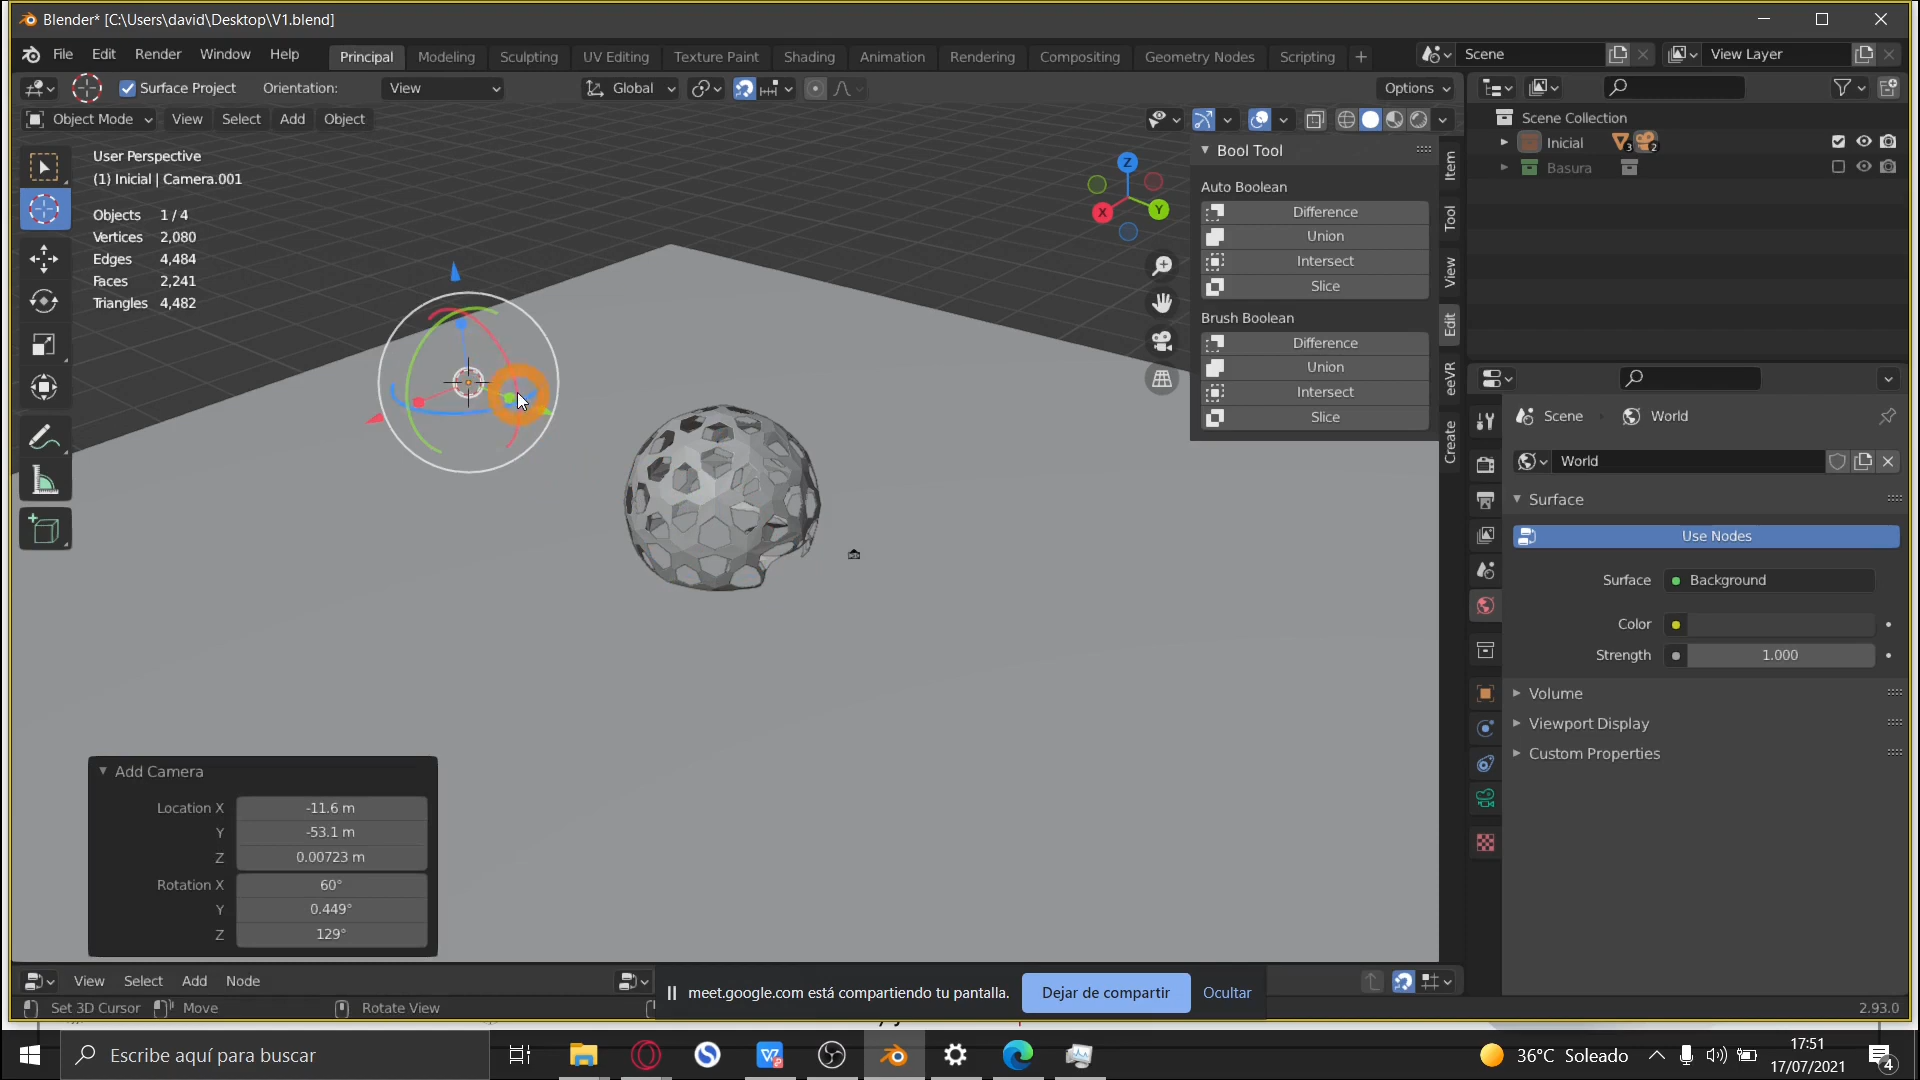 Blender* [C:\Users\david\Desktop\V1.blend]
File Edit Render Window Help Principal Modeling Sculpting UV Editing Texture Paint Shading Animation Rendering Compositing Geometry Nodes Scripting + Scene View Layer
Surface Project Orientation: View Global Options
Object Mode View Select Add Object
User Perspective
(1) Inicial | Camera.001
Objects 1/4
Vertices 2,080
Edges 4,484
Faces 2,241
Triangles 4,482
Z
X
Y
Bool Tool
Auto Boolean
Difference
Union
Intersect
Slice
Brush Boolean
Difference
Union
Intersect
Slice
Item
Tool
View
Edit
eeVR
Create
Scene Collection
Inicial 3 2
Basura
Scene World
World
Surface
Use Nodes
Surface Background
Color
Strength 1.000
Volume
Viewport Display
Custom Properties
Add Camera
Location X -11.6 m
Y -53.1 m
Z 0.00723 m
Rotation X 60°
Y 0.449°
Z 129°
View Select Add Node
Set 3D Cursor Move Rotate View
meet.google.com está compartiendo tu pantalla. Dejar de compartir Ocultar
2.93.0
Escribe aquí para buscar
36°C Soleado
17:51
17/07/2021
4